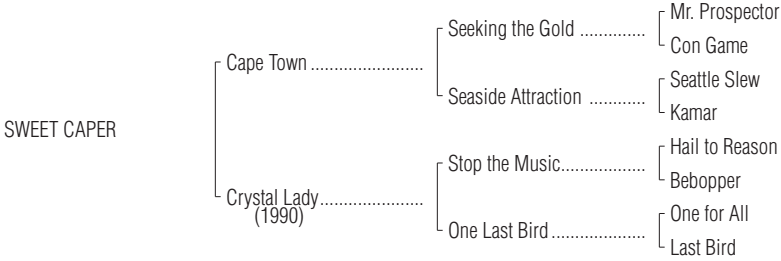 Mr. Prospector
Seeking the Gold ..............
Con Game
Cape Town ........................
Seattle Slew
Seaside Attraction ............
Kamar
SWEET CAPER
Hail to Reason
Stop the Music..................
Bebopper
Crystal Lady......................
(1990)
One for All
One Last Bird ....................
Last Bird